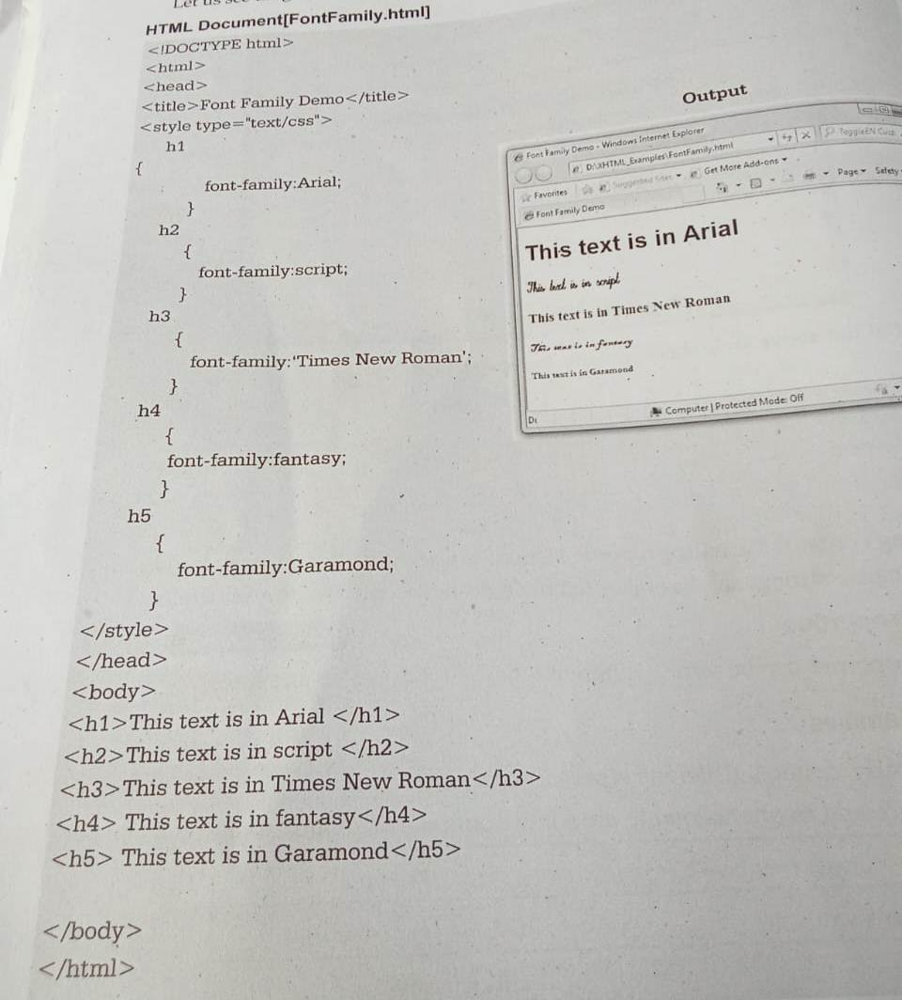 Let us see
HTML Document[FontFamily.html]
<!DOCTYPE html>
<html>
<head>
<title>Font Family Demo</title>
<style type="text/css">
h1
{
font-family:Arial;
}
h2
{
font-family:script;
}
h3
{
font-family:'Times New Roman';
}
h4
{
font-family:fantasy;
}
h5
{
font-family:Garamond;
}
</style>
</head>
<body>
<h1>This text is in Arial </h1>
<h2>This text is in script </h2>
<h3>This text is in Times New Roman</h3>
<h4> This text is in fantasy</h4>
<h5> This text is in Garamond</h5>
</body>
</html>
Output
Font Family Demo - Windows Internet Explorer
D:\XHTML_Examples\FontFamily.html
Favorites Suggested Sites Get More Add-ons
Font Family Demo Page Safety
This text is in Arial
This text is in script
This text is in Times New Roman
This text is in fantasy
This text is in Garamond
Computer | Protected Mode: Off